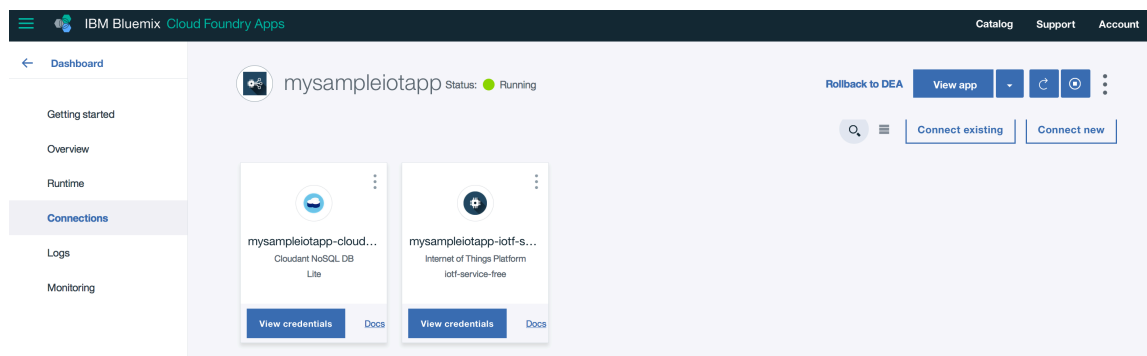 IBM Bluemix Cloud Foundry Apps
Catalog Support Account
Dashboard
Getting started
Overview
Runtime
Connections
Logs
Monitoring
mysampleiotapp Status: Running
Rollback to DEA View app
Connect existing Connect new
mysampleiotapp-cloud...
Cloudant NoSQL DB
Lite
View credentials Docs
mysampleiotapp-iotf-s...
Internet of Things Platform
iotf-service-free
View credentials Docs